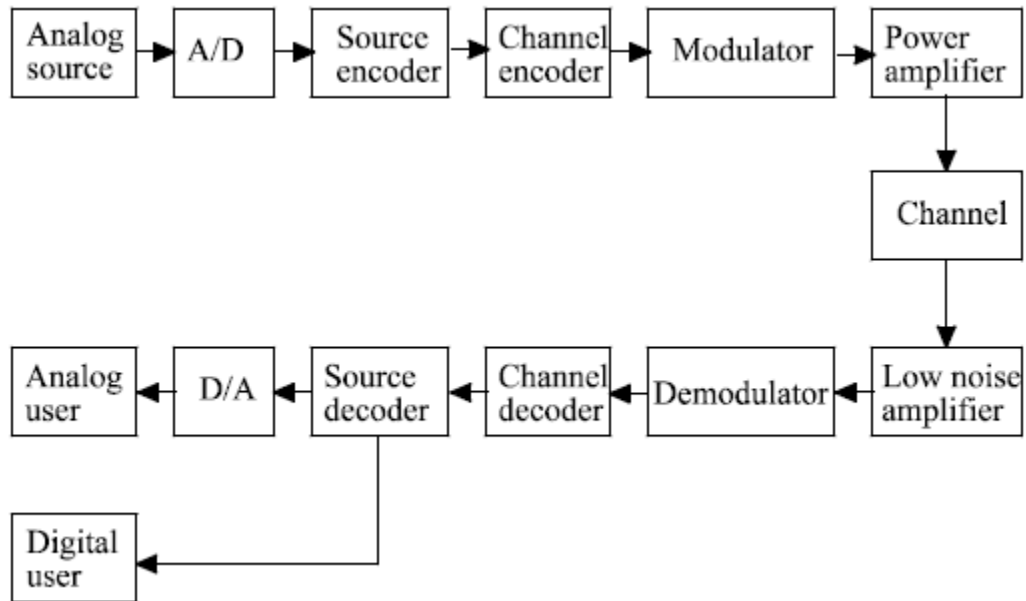 Analog
source
A/D
Source
encoder
Channel
encoder
Modulator
Power
amplifier
Channel
Analog
user
D/A
Source
decoder
Channel
decoder
Demodulator
Low noise
amplifier
Digital
user